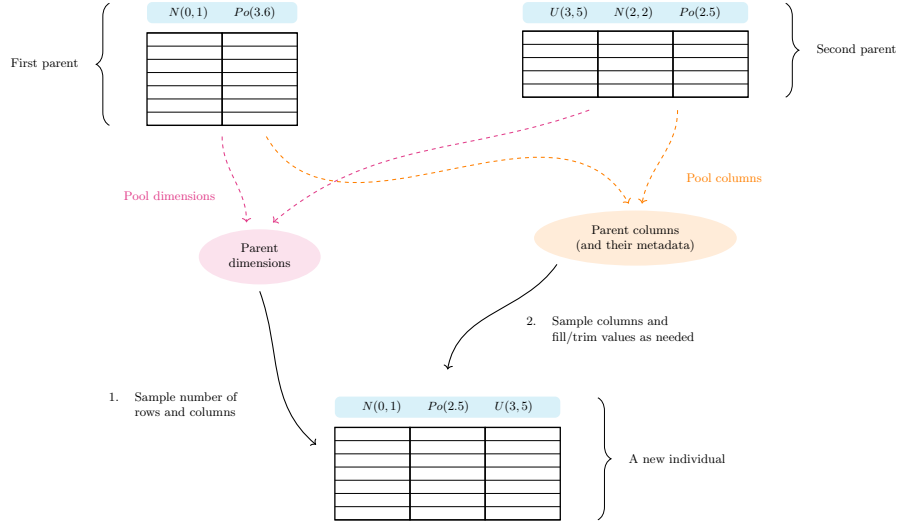 N(0, 1) Po(3.6)
U(3, 5) N(2, 2) Po(2.5)
First parent
Second parent
Pool dimensions
Pool columns
Parent
dimensions
Parent columns
(and their metadata)
2. Sample columns and
fill/trim values as needed
1. Sample number of
rows and columns
N(0, 1) Po(2.5) U(3, 5)
A new individual